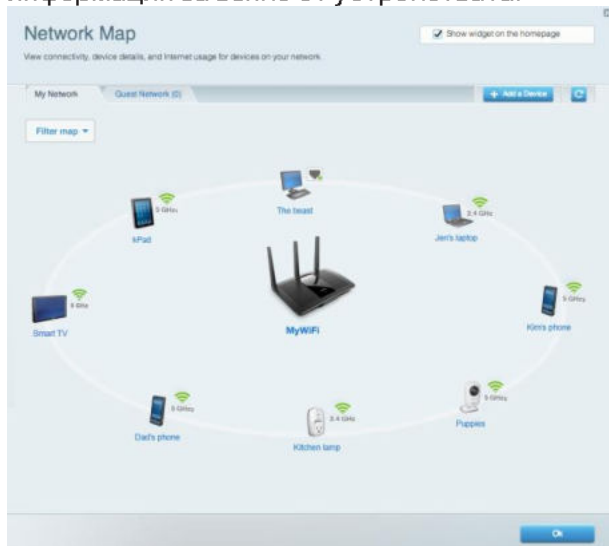 Network Map
Show widget on the homepage
View connectivity, device details, and Internet usage for devices on your network.
My Network
Guest Network (0)
+ Add a Device
Filter map
The beast
5 GHz
2.4 GHz
kPad
Jen's laptop
5 GHz
5 GHz
Smart TV
MyWiFi
Kim's phone
5 GHz
2.4 GHz
5 GHz
Dad's phone
Kitchen lamp
Puppies
Ok